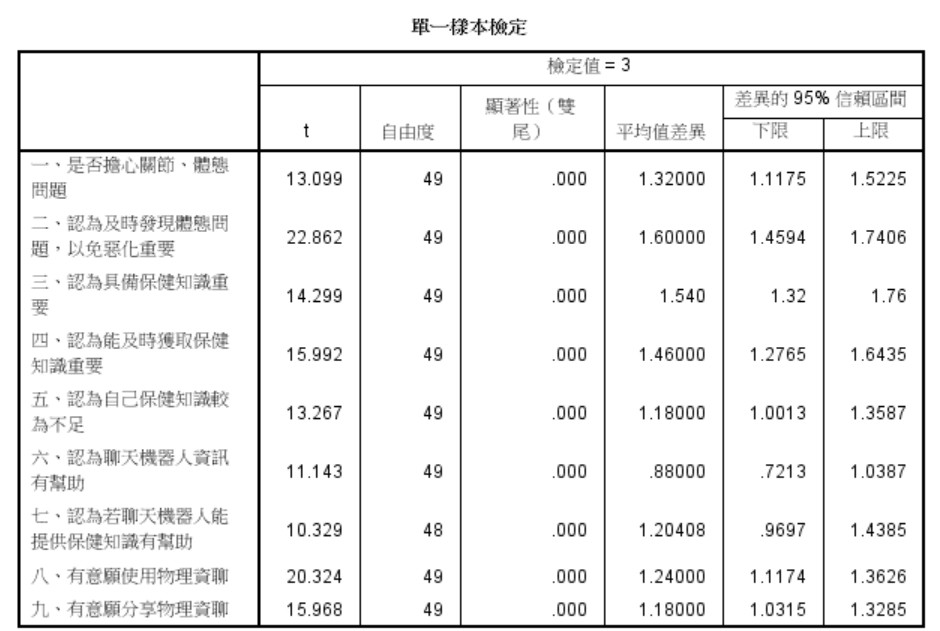 單一樣本檢定
檢定值 = 3
差異的 95% 信賴區間
t 自由度 顯著性（雙 平均值差異 下限 上限
尾）
一、是否擔心關節、體態
問題 13.099 49 .000 1.32000 1.1175 1.5225
二、認為及時發現體態問
題，以免惡化重要 22.862 49 .000 1.60000 1.4594 1.7406
三、認為具備保健知識重
要 14.299 49 .000 1.540 1.32 1.76
四、認為能及時獲取保健
知識重要 15.992 49 .000 1.46000 1.2765 1.6435
五、認為自己保健知識較
為不足 13.267 49 .000 1.18000 1.0013 1.3587
六、認為聊天機器人資訊
有幫助 11.143 49 .000 .88000 .7213 1.0387
七、認為若聊天機器人能
提供保健知識有幫助 10.329 48 .000 1.20408 .9697 1.4385
八、有意願使用物理資聊 20.324 49 .000 1.24000 1.1174 1.3626
九、有意願分享物理資聊 15.968 49 .000 1.18000 1.0315 1.3285